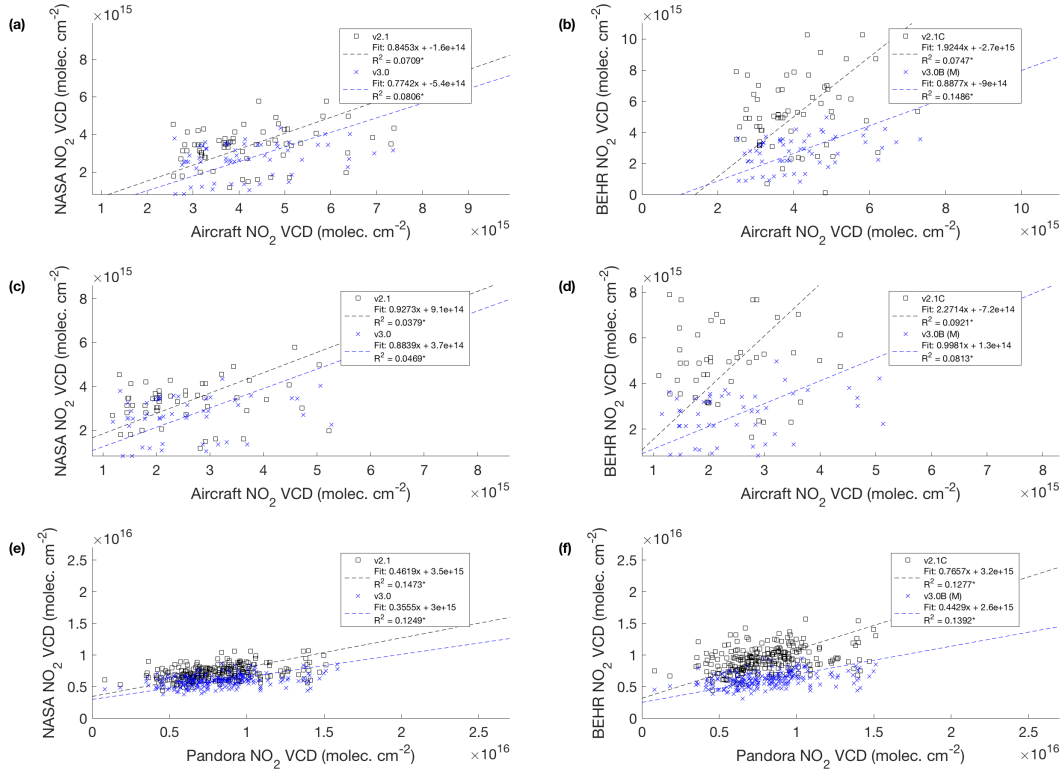 (a)
×10^15
NASA NO2 VCD (molec. cm-2)
8
6
4
2
v2.1
Fit: 0.8453x + -1.6e+14
R2 = 0.0709*
v3.0
Fit: 0.7742x + -5.4e+14
R2 = 0.0806*
1 2 3 4 5 6 7 8 9
Aircraft NO2 VCD (molec. cm-2)
×10^15
(b)
×10^15
BEHR NO2 VCD (molec. cm-2)
10
8
6
4
2
0
v2.1C
Fit: 1.9244x + -2.7e+15
R2 = 0.0747*
v3.0B (M)
Fit: 0.8877x + -9e+14
R2 = 0.1486*
0 2 4 6 8 10
Aircraft NO2 VCD (molec. cm-2)
×10^15
(c)
×10^15
NASA NO2 VCD (molec. cm-2)
8
6
4
2
v2.1
Fit: 0.9273x + 9.1e+14
R2 = 0.0379*
v3.0
Fit: 0.8839x + 3.7e+14
R2 = 0.0469*
1 2 3 4 5 6 7 8
Aircraft NO2 VCD (molec. cm-2)
×10^15
(d)
×10^15
BEHR NO2 VCD (molec. cm-2)
8
6
4
2
v2.1C
Fit: 2.2714x + -7.2e+14
R2 = 0.0921*
v3.0B (M)
Fit: 0.9981x + 1.3e+14
R2 = 0.0813*
1 2 3 4 5 6 7 8
Aircraft NO2 VCD (molec. cm-2)
×10^15
(e)
×10^16
NASA NO2 VCD (molec. cm-2)
2.5
2
1.5
1
0.5
0
v2.1
Fit: 0.4619x + 3.5e+15
R2 = 0.1473*
v3.0
Fit: 0.3555x + 3e+15
R2 = 0.1249*
0 0.5 1 1.5 2 2.5
Pandora NO2 VCD (molec. cm-2)
×10^16
(f)
×10^16
BEHR NO2 VCD (molec. cm-2)
2.5
2
1.5
1
0.5
0
v2.1C
Fit: 0.7657x + 3.2e+15
R2 = 0.1277*
v3.0B (M)
Fit: 0.4429x + 2.6e+15
R2 = 0.1392*
0 0.5 1 1.5 2 2.5
Pandora NO2 VCD (molec. cm-2)
×10^16